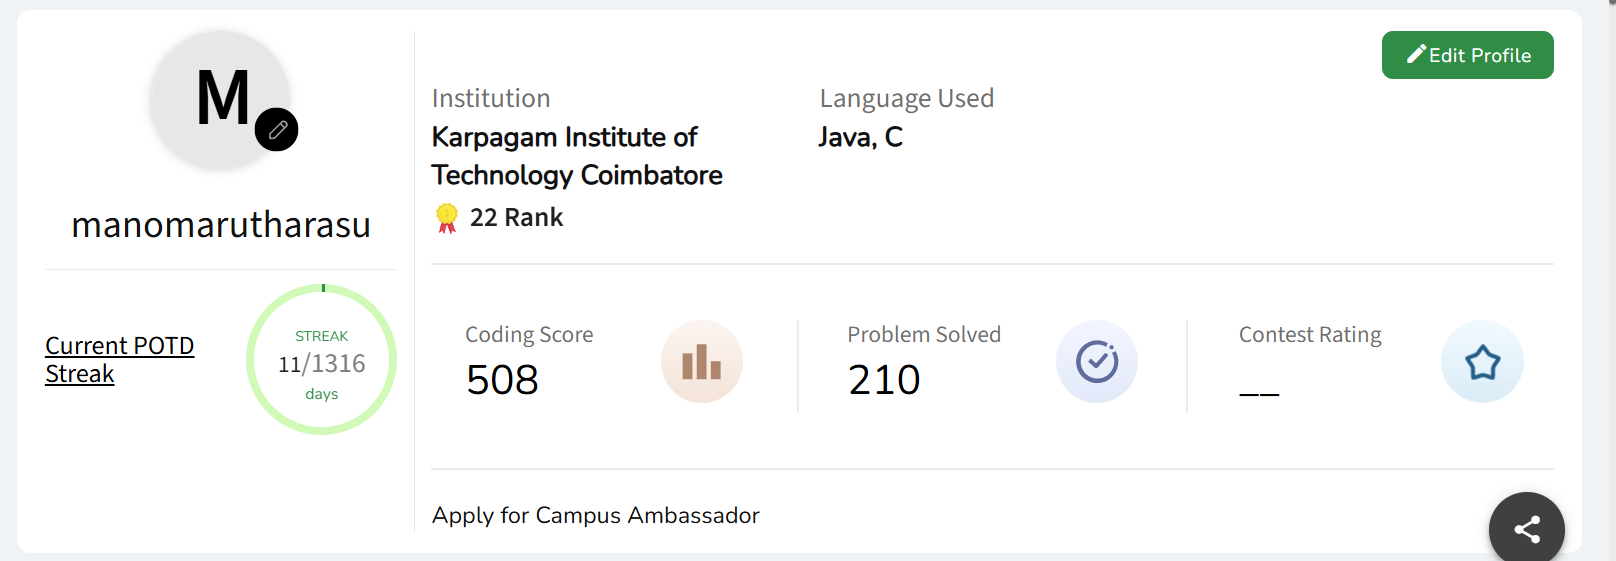 M
manomarutharasu
Current POTD
Streak
STREAK
11/1316
days
Edit Profile
Institution
Karpagam Institute of
Technology Coimbatore
22 Rank
Language Used
Java, C
Coding Score
508
Problem Solved
210
Contest Rating
__
Apply for Campus Ambassador